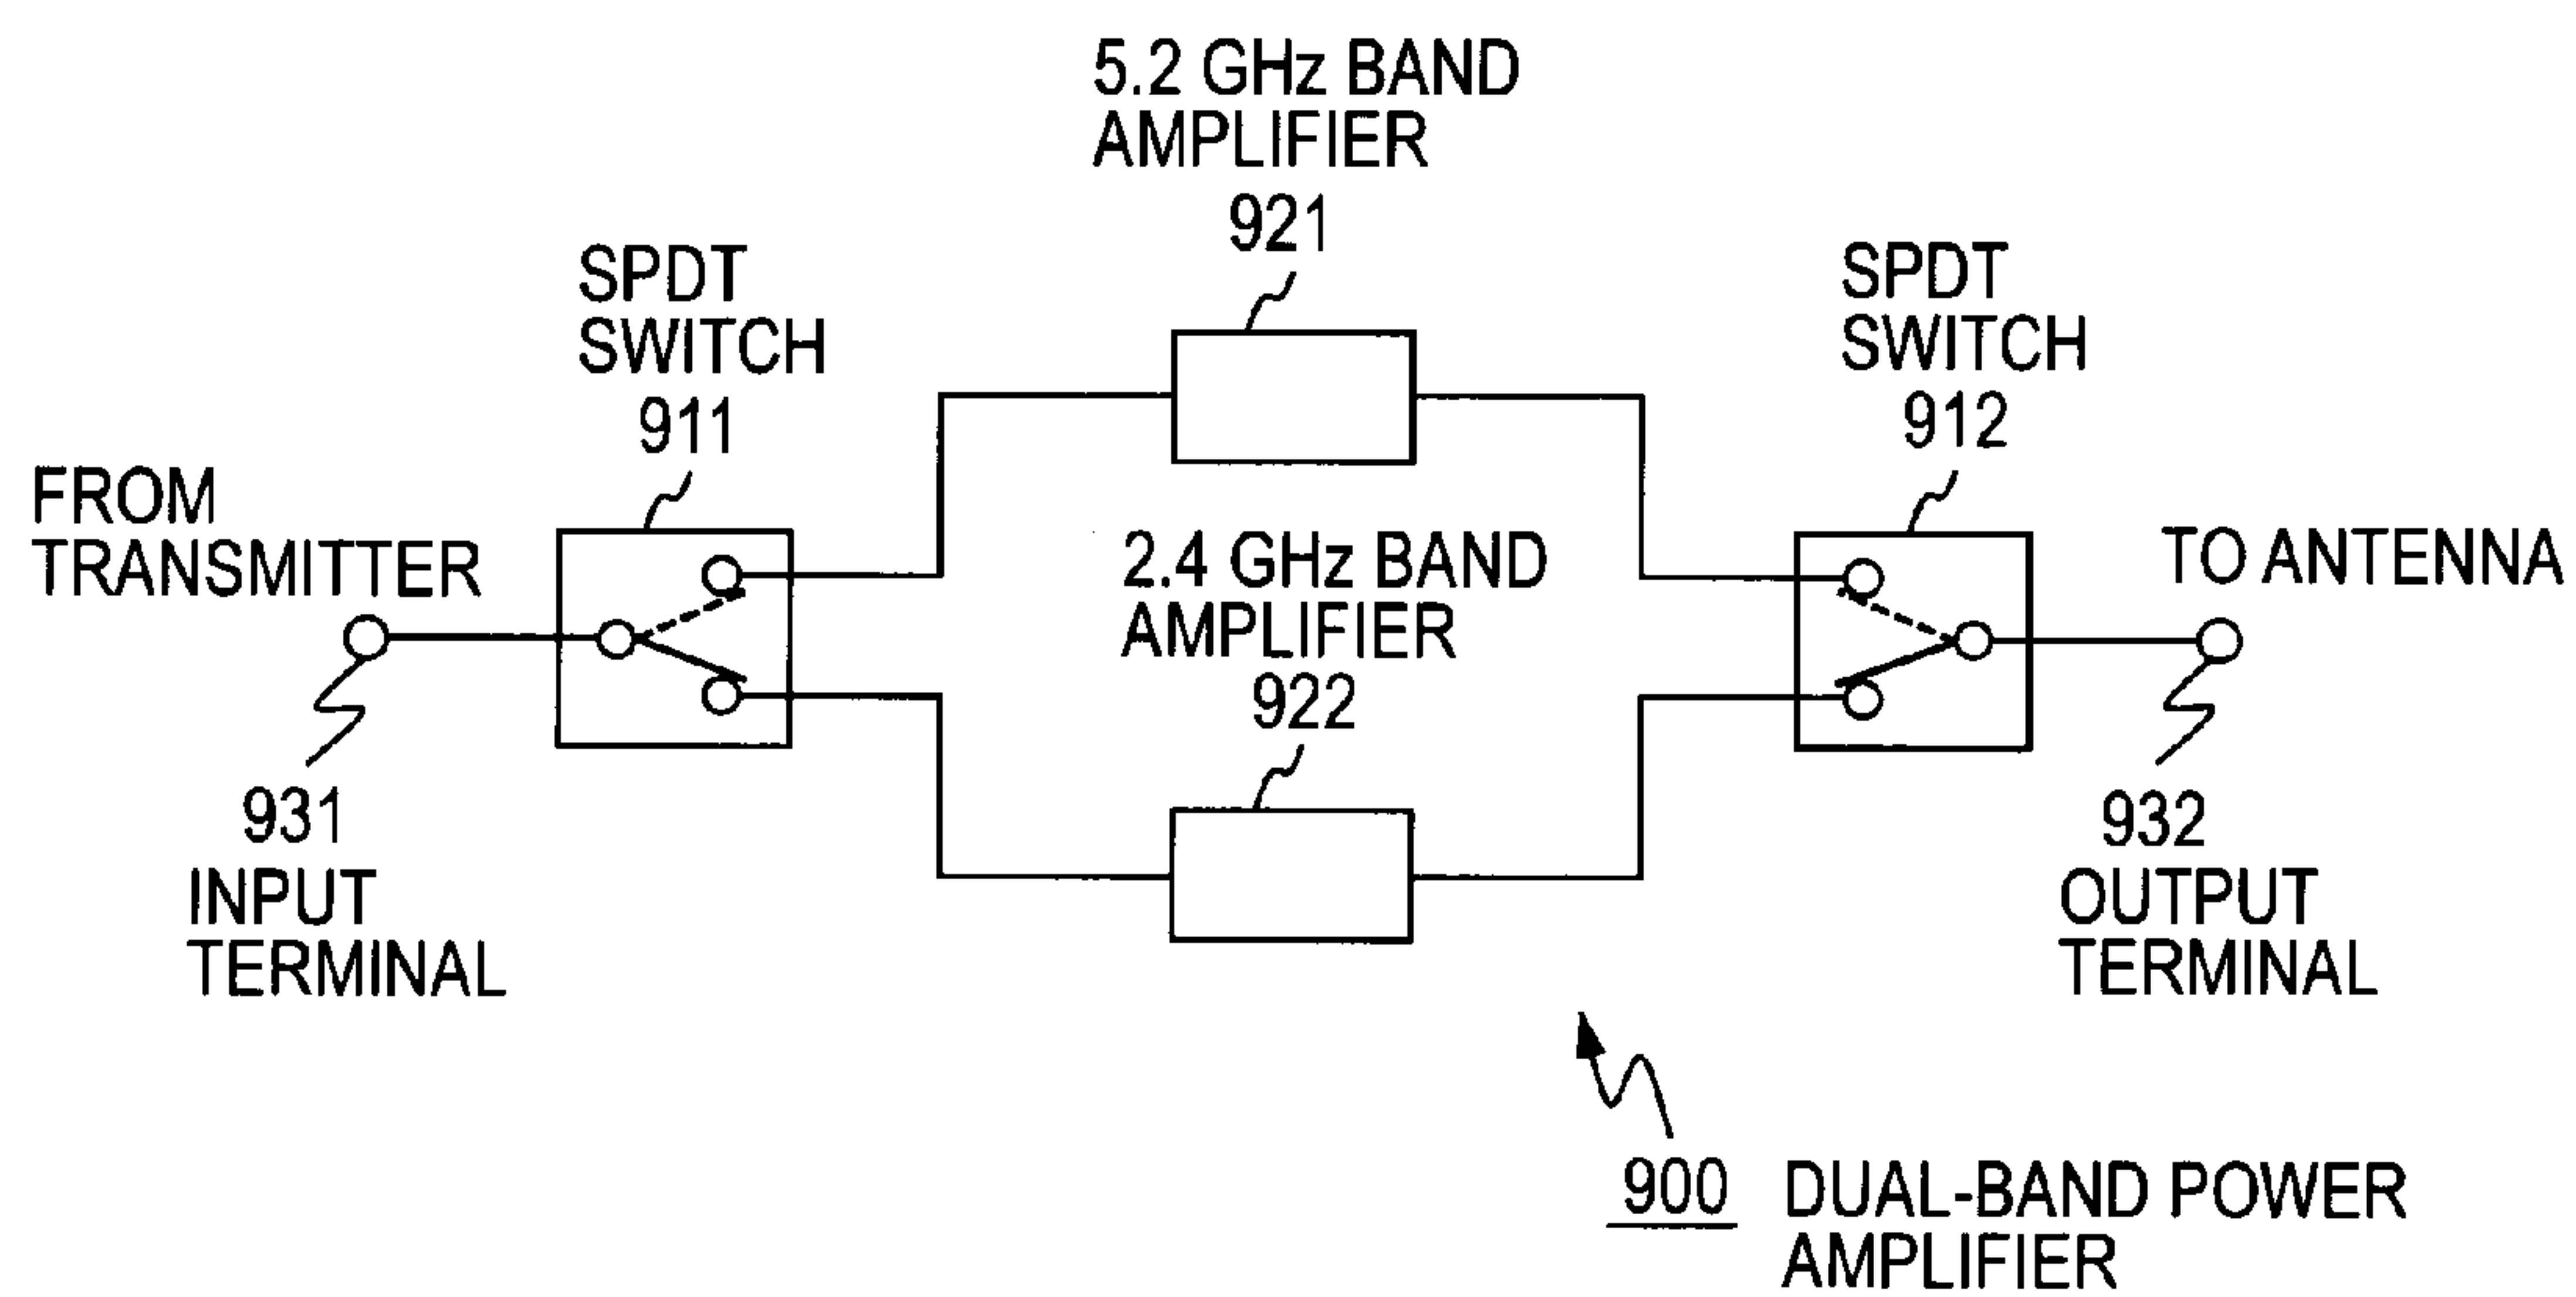 5.2 GHz BAND
AMPLIFIER
921
SPDT
SWITCH
911
SPDT
SWITCH
912
FROM
TRANSMITTER
2.4 GHz BAND
AMPLIFIER
922
TO ANTENNA
931
INPUT
TERMINAL
932
OUTPUT
TERMINAL
900 DUAL-BAND POWER
AMPLIFIER